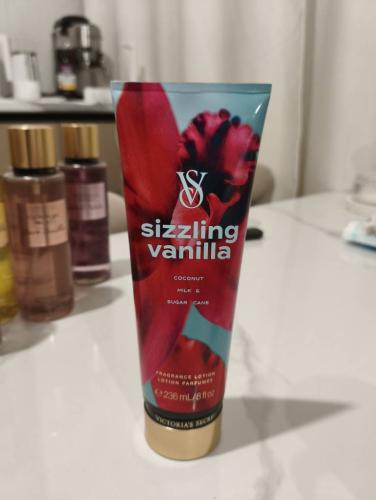 VS
sizzling
vanilla
COCONUT
MILK &
SUGAR CANE
FRAGRANCE LOTION
LOTION PARFUMÉE
℮ 236 mL/8 fl oz
VICTORIA'S SECRET